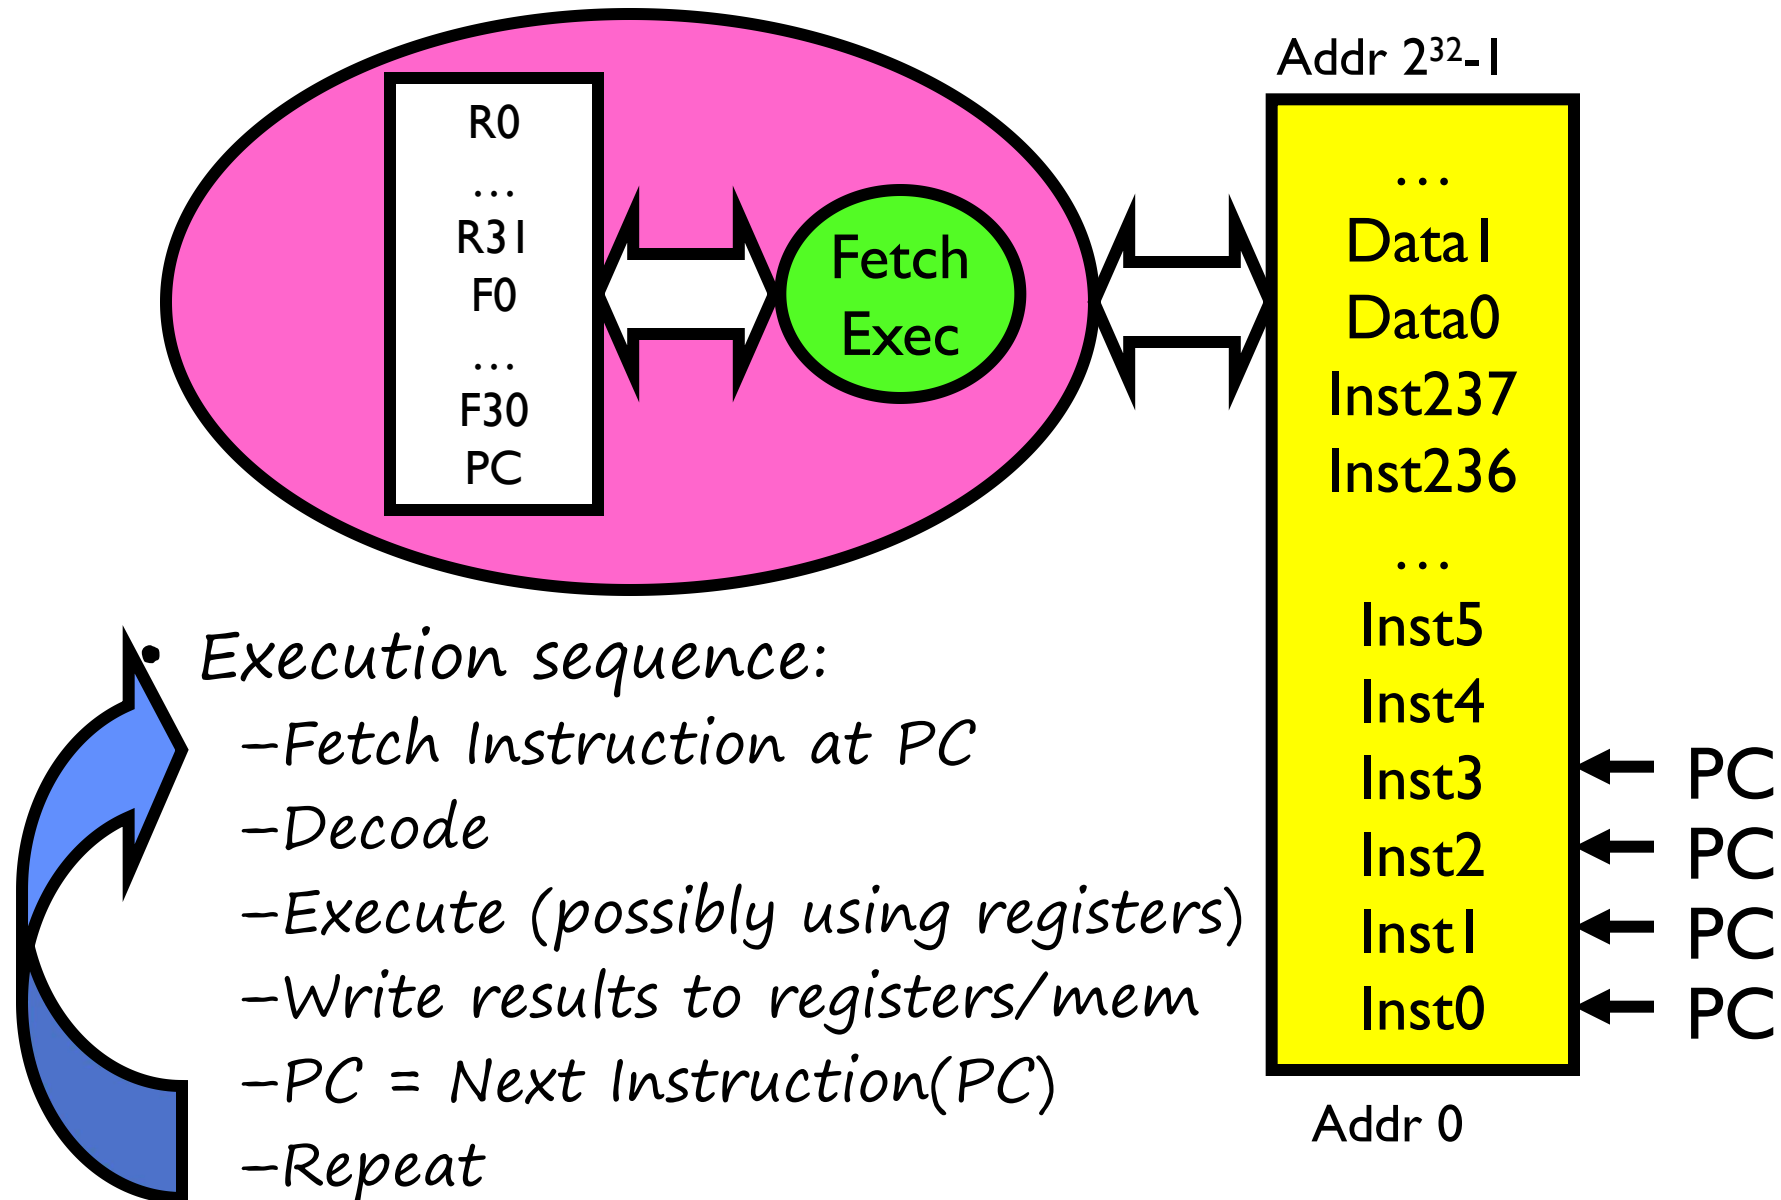 R0
…
R31
F0
…
F30
PC
Fetch
Exec
Addr 2³²-1
…
Data1
Data0
Inst237
Inst236
…
Inst5
Inst4
Inst3
Inst2
Inst1
Inst0
Addr 0
PC
PC
PC
PC
• Execution sequence:
–Fetch Instruction at PC
–Decode
–Execute (possibly using registers)
–Write results to registers/mem
–PC = Next Instruction(PC)
–Repeat